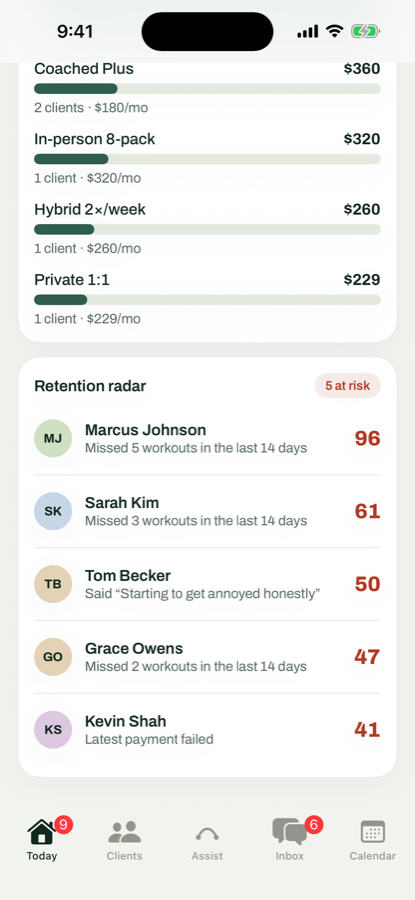 9:41
Coached Plus $360
2 clients · $180/mo
In-person 8-pack $320
1 client · $320/mo
Hybrid 2×/week $260
1 client · $260/mo
Private 1:1 $229
1 client · $229/mo
Retention radar 5 at risk
MJ Marcus Johnson 96
Missed 5 workouts in the last 14 days
SK Sarah Kim 61
Missed 3 workouts in the last 14 days
TB Tom Becker 50
Said “Starting to get annoyed honestly”
GO Grace Owens 47
Missed 2 workouts in the last 14 days
KS Kevin Shah 41
Latest payment failed
9 6
Today Clients Assist Inbox Calendar